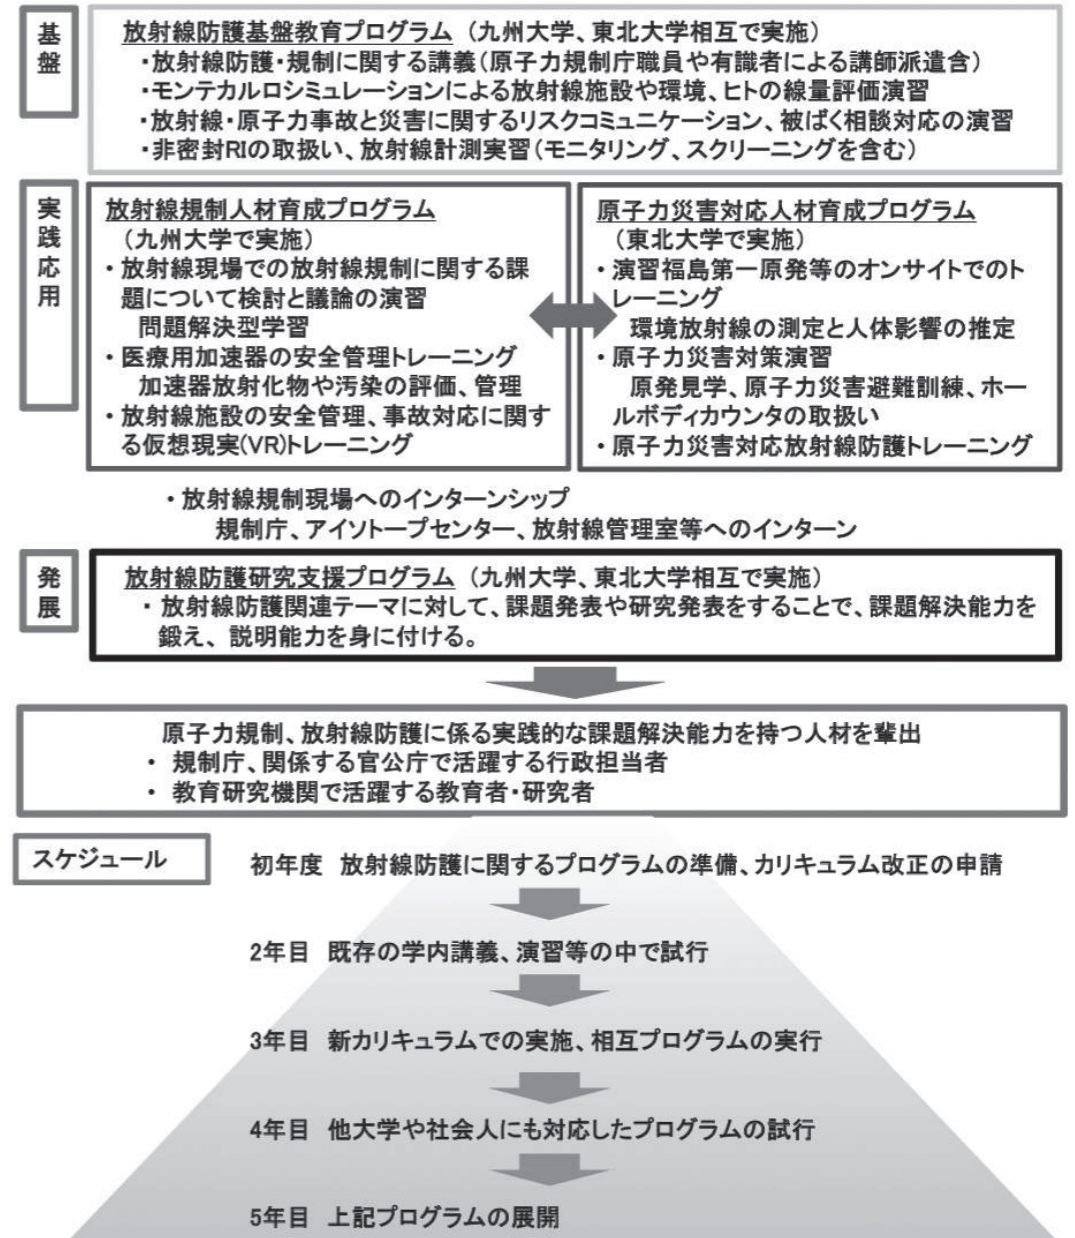 基盤
放射線防護基盤教育プログラム (九州大学、東北大学相互で実施)
・放射線防護・規制に関する講義(原子力規制庁職員や有識者による講師派遣含)
・モンテカルロシミュレーションによる放射線施設や環境、ヒトの線量評価演習
・放射線・原子力事故と災害に関するリスクコミュニケーション、被ばく相談対応の演習
・非密封RIの取扱い、放射線計測実習(モニタリング、スクリーニングを含む)
実践応用
放射線規制人材育成プログラム
(九州大学で実施)
・放射線現場での放射線規制に関する課
題について検討と議論の演習
問題解決型学習
・医療用加速器の安全管理トレーニング
加速器放射化物や汚染の評価、管理
・放射線施設の安全管理、事故対応に関す
る仮想現実(VR)トレーニング
原子力災害対応人材育成プログラム
(東北大学で実施)
・演習福島第一原発等のオンサイトでのト
レーニング
環境放射線の測定と人体影響の推定
・原子力災害対策演習
原発見学、原子力災害避難訓練、ホー
ルボディカウンタの取扱い
・原子力災害対応放射線防護トレーニング
・放射線規制現場へのインターンシップ
規制庁、アイソトープセンター、放射線管理室等へのインターン
発展
放射線防護研究支援プログラム (九州大学、東北大学相互で実施)
・放射線防護関連テーマに対して、課題発表や研究発表をすることで、課題解決能力を
鍛え、説明能力を身に付ける。
原子力規制、放射線防護に係る実践的な課題解決能力を持つ人材を輩出
・ 規制庁、関係する官公庁で活躍する行政担当者
・ 教育研究機関で活躍する教育者・研究者
スケジュール
初年度 放射線防護に関するプログラムの準備、カリキュラム改正の申請
2年目 既存の学内講義、演習等の中で試行
3年目 新カリキュラムでの実施、相互プログラムの実行
4年目 他大学や社会人にも対応したプログラムの試行
5年目 上記プログラムの展開